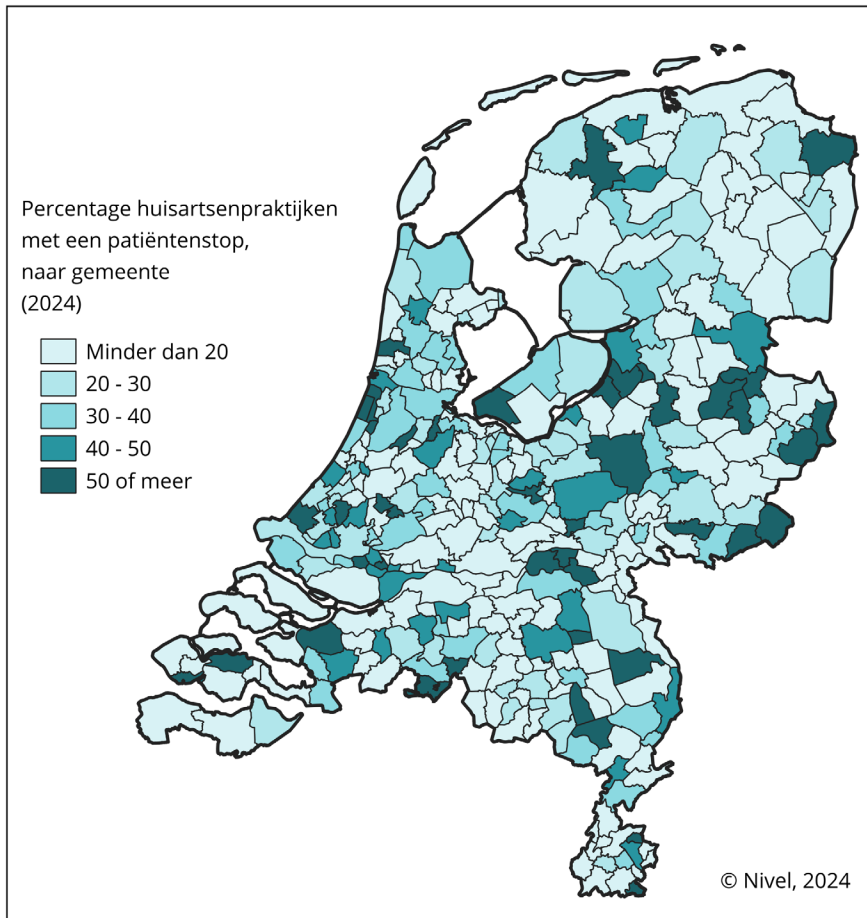 Percentage huisartsenpraktijken
met een patiëntenstop,
naar gemeente
(2024)
Minder dan 20
20 - 30
30 - 40
40 - 50
50 of meer
© Nivel, 2024